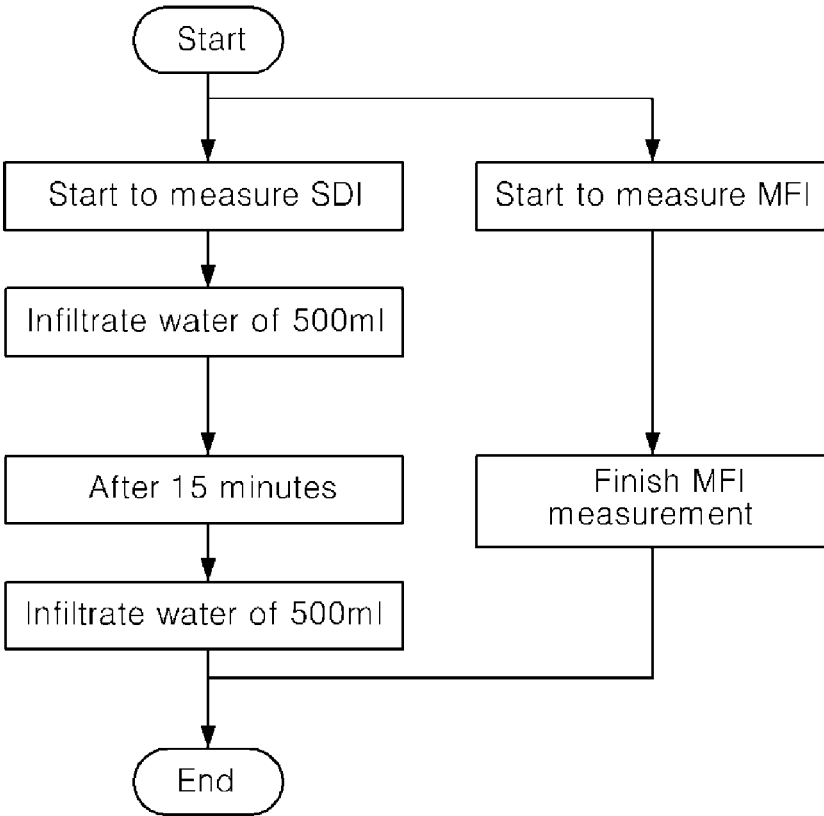 Start
Start to measure SDI
Start to measure MFI
Infiltrate water of 500ml
After 15 minutes
Finish MFI
measurement
Infiltrate water of 500ml
End